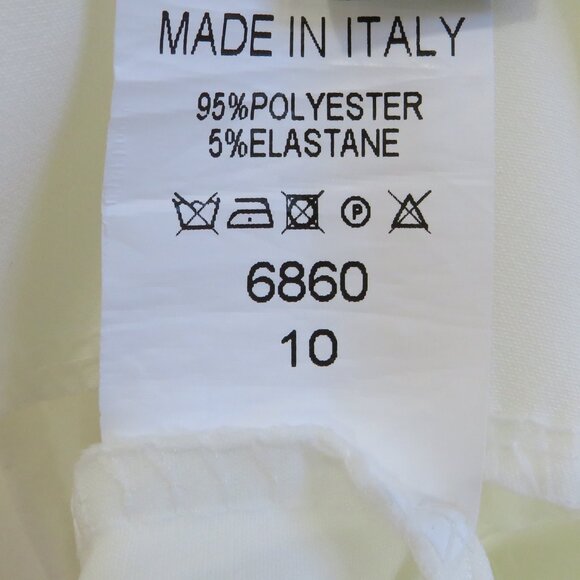 MADE IN ITALY
95%POLYESTER
5%ELASTANE
P
6860
10